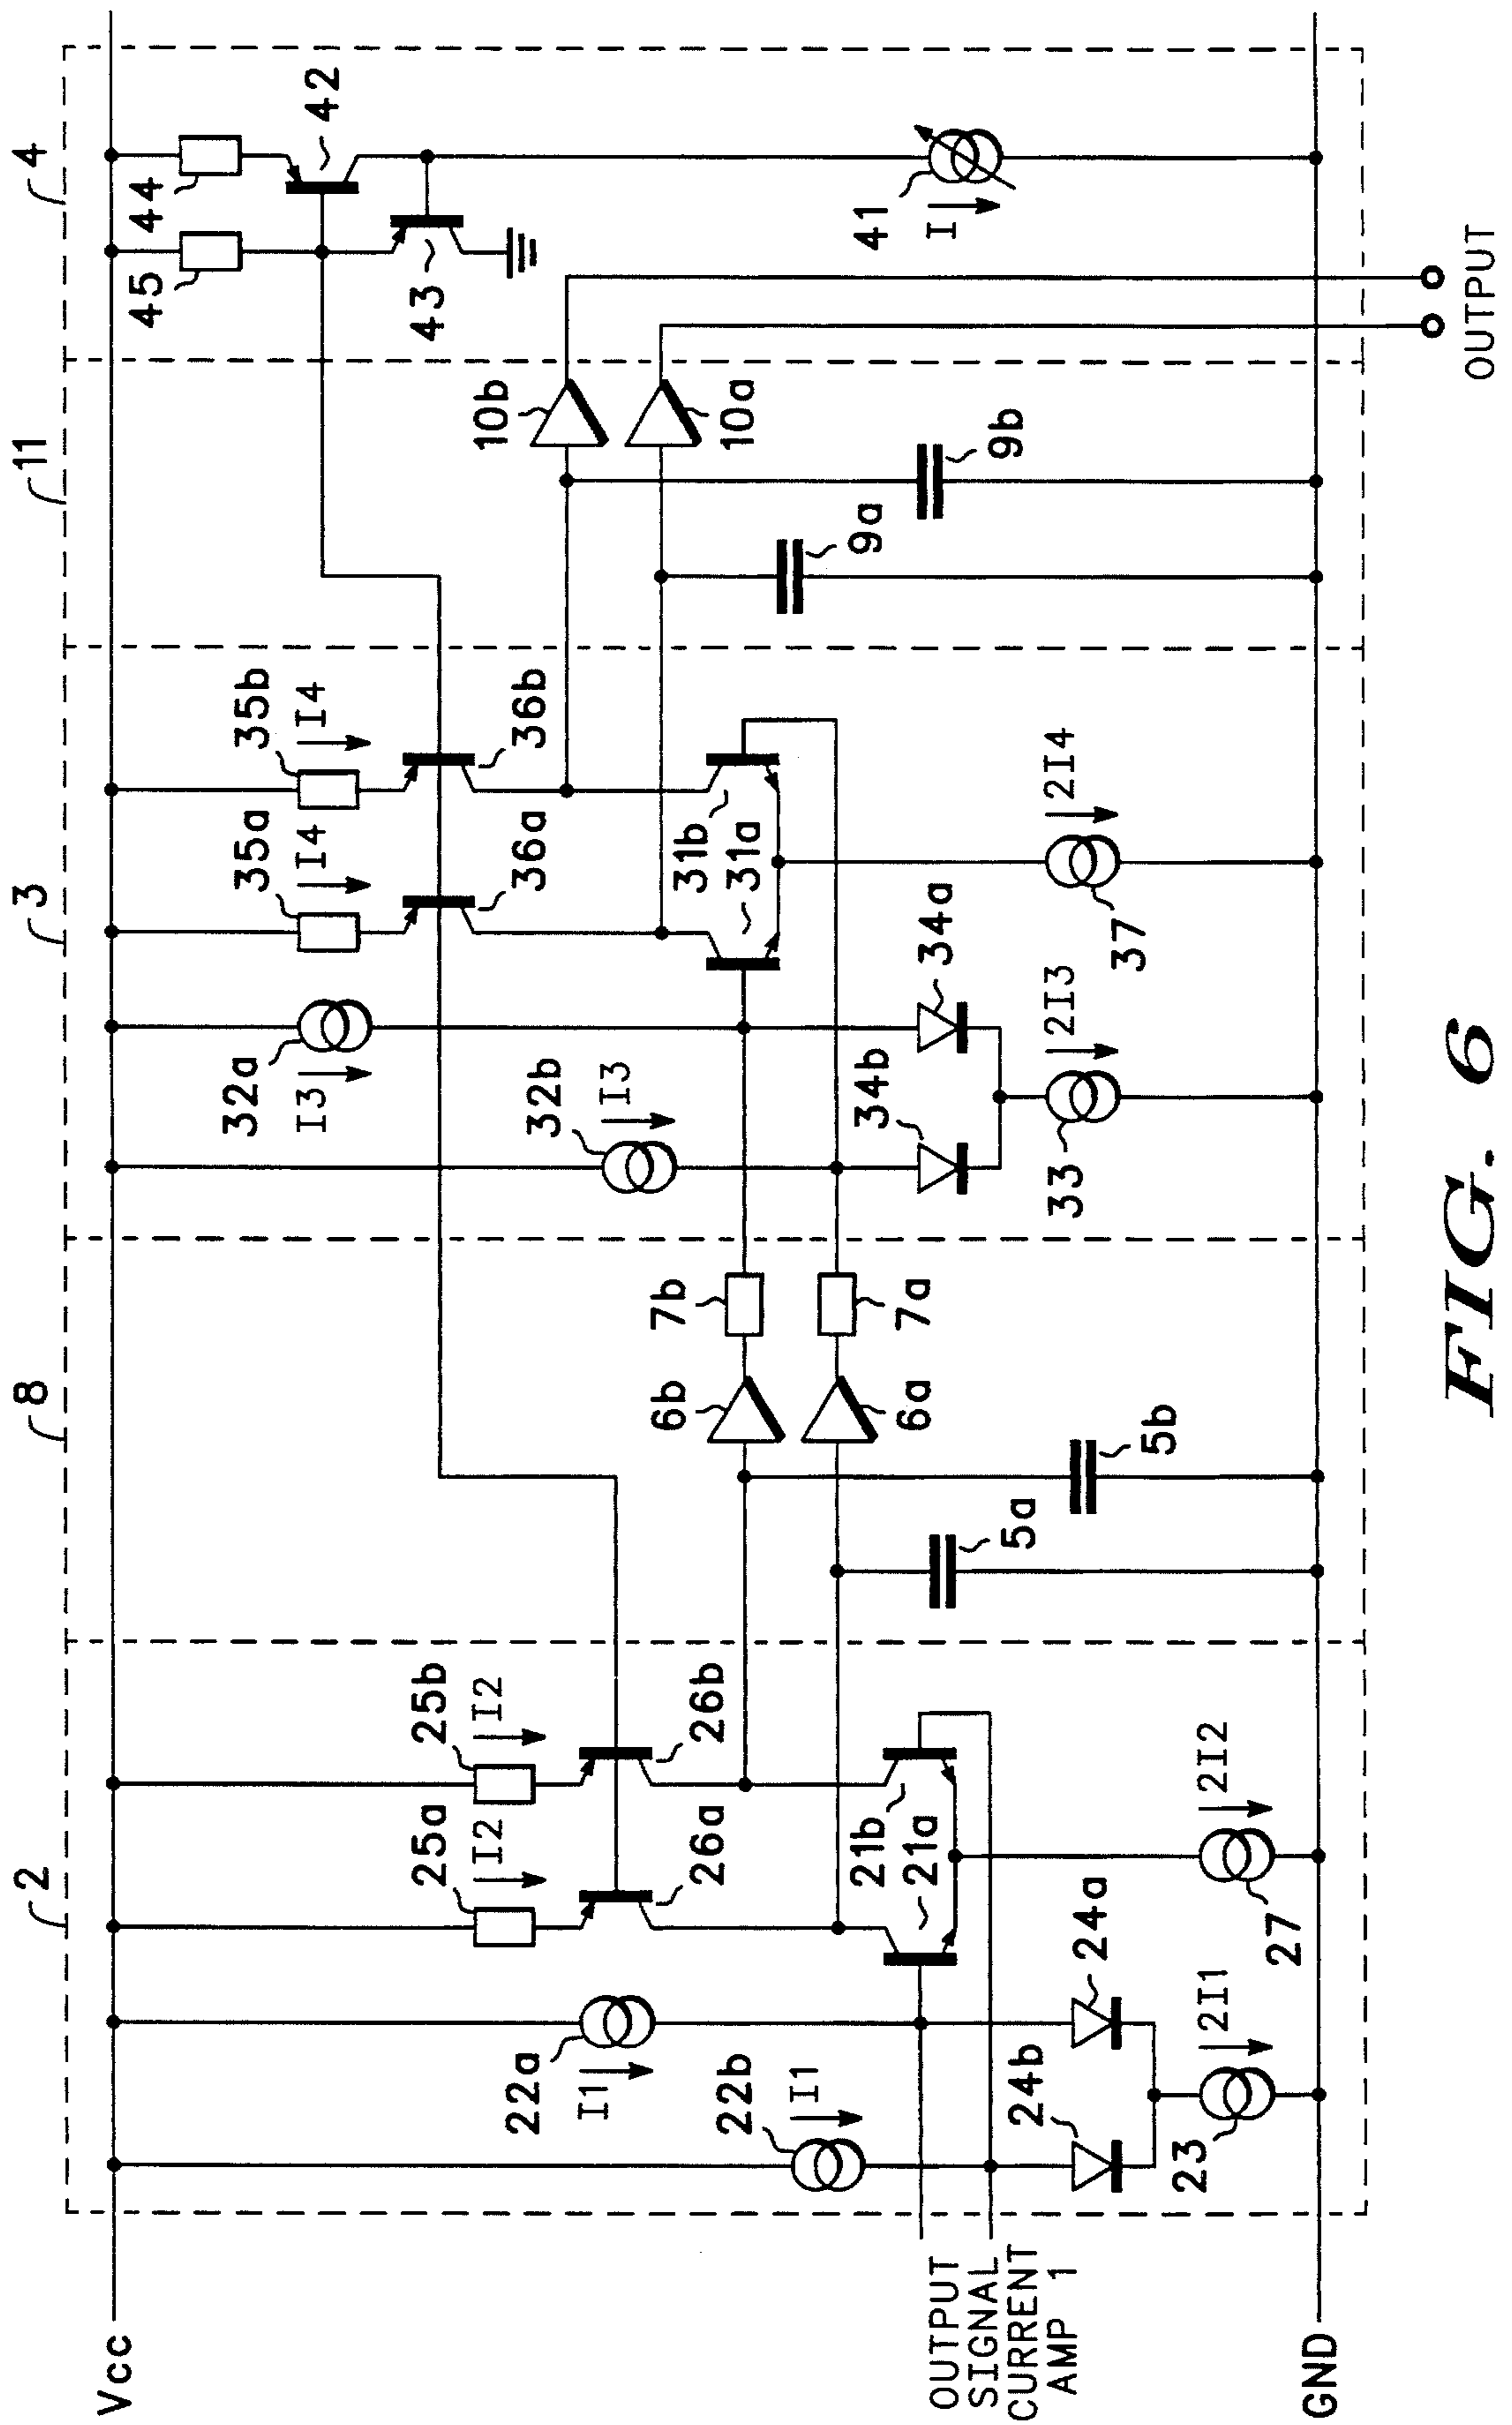 2
8
3
11
4
Vcc
22a
I1
22b
I1
25a
I2
25b
I2
26a
26b
21b
21a
24a
24b
23
2I1
27
2I2
OUTPUT
SIGNAL
CURRENT
AMP 1
GND
5a
5b
6b
6a
7b
7a
32a
I3
32b
I3
35a
I4
35b
I4
36a
36b
31b
31a
34a
34b
33
2I3
37
2I4
9a
9b
10b
10a
45
44
42
43
41
I
OUTPUT
FIG. 6